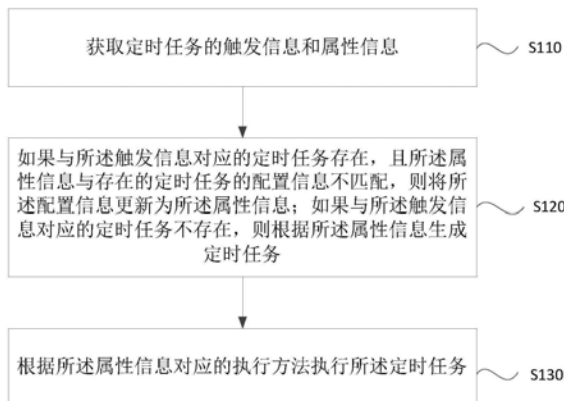 获取定时任务的触发信息和属性信息
S110
如果与所述触发信息对应的定时任务存在，且所述属
性信息与存在的定时任务的配置信息不匹配，则将所
述配置信息更新为所述属性信息；如果与所述触发信
息对应的定时任务不存在，则根据所述属性信息生成
定时任务
S120
根据所述属性信息对应的执行方法执行所述定时任务
S130